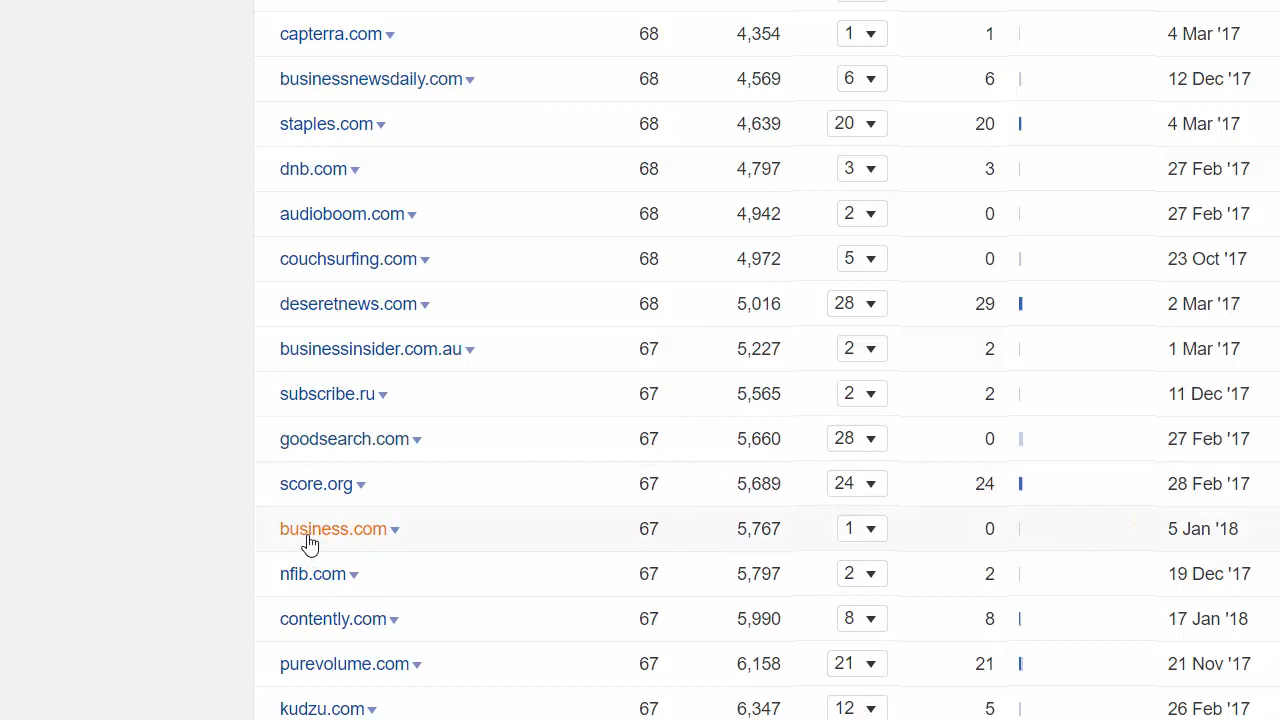 capterra.com 68 4,354 1 1 4 Mar '17
businessnewsdaily.com 68 4,569 6 6 12 Dec '17
staples.com 68 4,639 20 20 4 Mar '17
dnb.com 68 4,797 3 3 27 Feb '17
audioboom.com 68 4,942 2 0 27 Feb '17
couchsurfing.com 68 4,972 5 0 23 Oct '17
deseretnews.com 68 5,016 28 29 2 Mar '17
businessinsider.com.au 67 5,227 2 2 1 Mar '17
subscribe.ru 67 5,565 2 2 11 Dec '17
goodsearch.com 67 5,660 28 0 27 Feb '17
score.org 67 5,689 24 24 28 Feb '17
business.com 67 5,767 1 0 5 Jan '18
nfib.com 67 5,797 2 2 19 Dec '17
contently.com 67 5,990 8 8 17 Jan '18
purevolume.com 67 6,158 21 21 21 Nov '17
kudzu.com 67 6,347 12 5 26 Feb '17